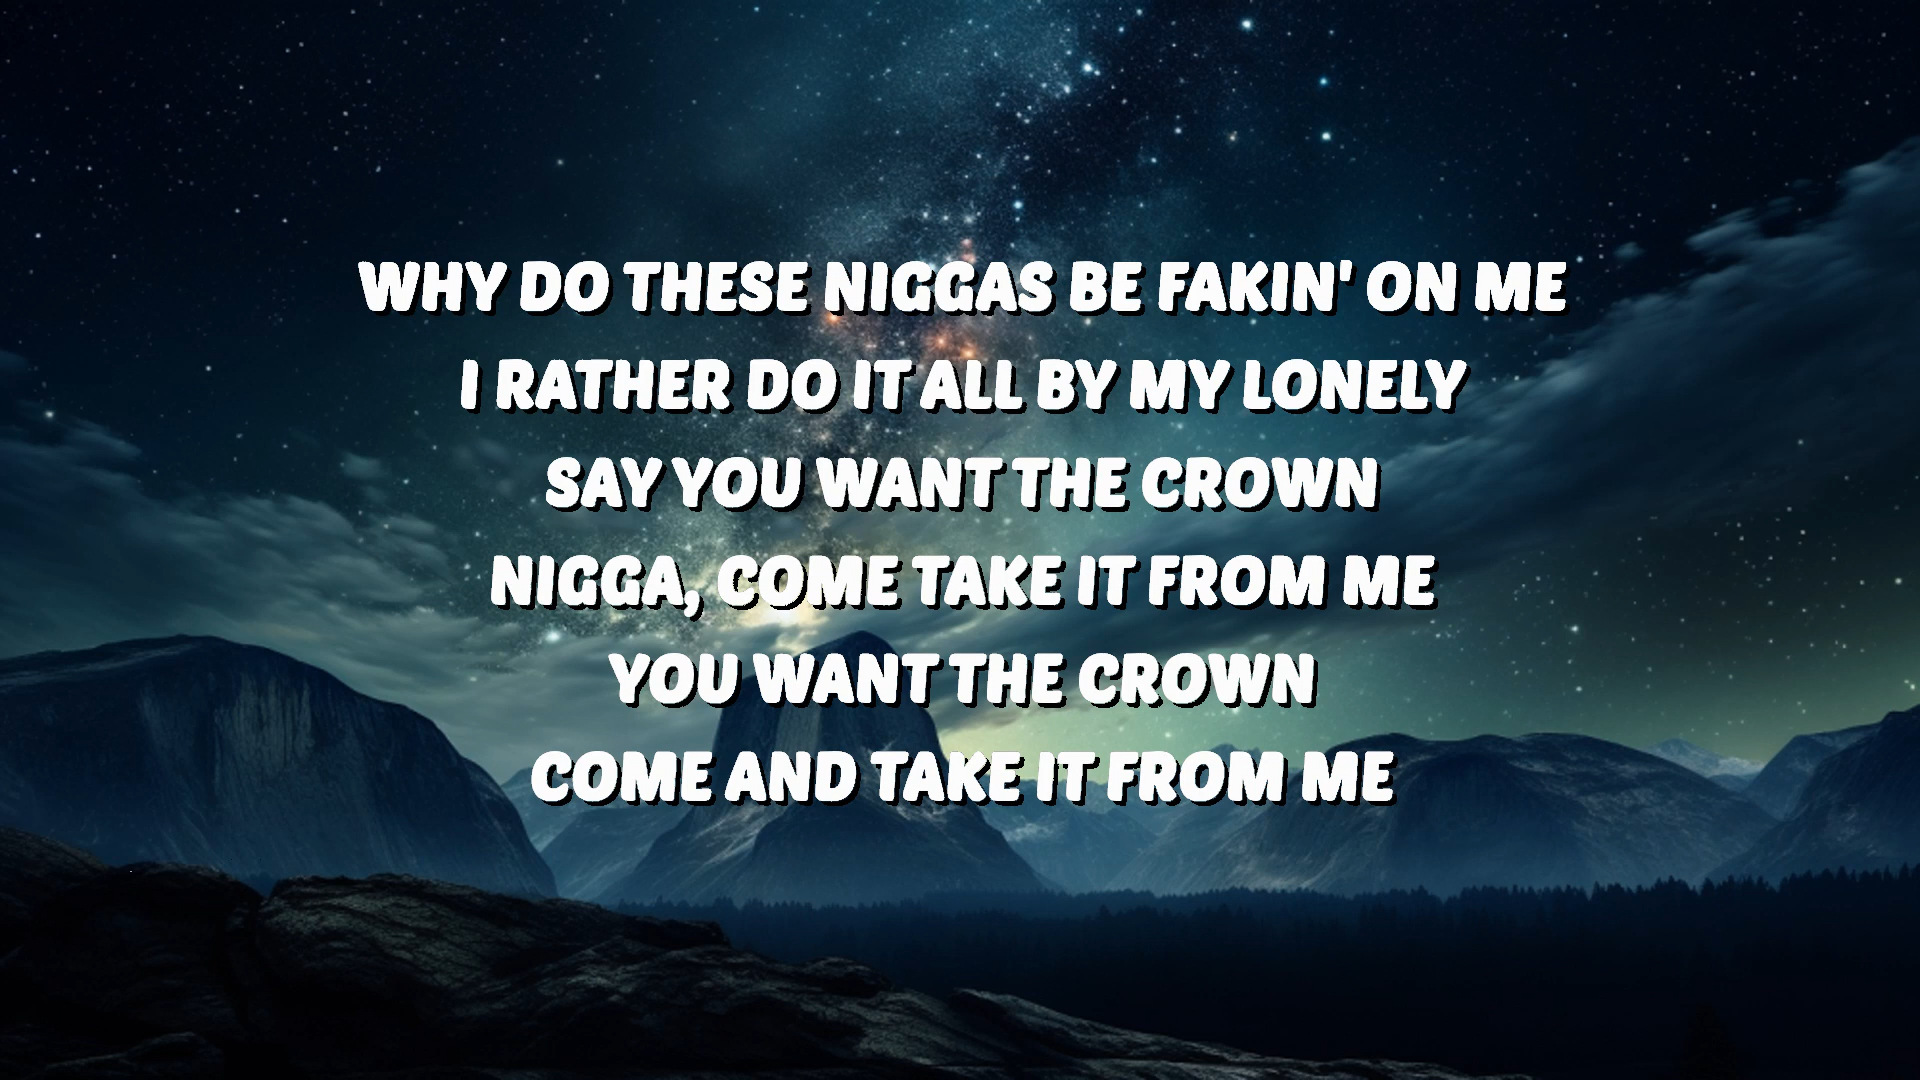 WHY DO THESE NIGGAS BE FAKIN' ON ME
I RATHER DO IT ALL BY MY LONELY
SAY YOU WANT THE CROWN
NIGGA, COME TAKE IT FROM ME
YOU WANT THE CROWN
COME AND TAKE IT FROM ME